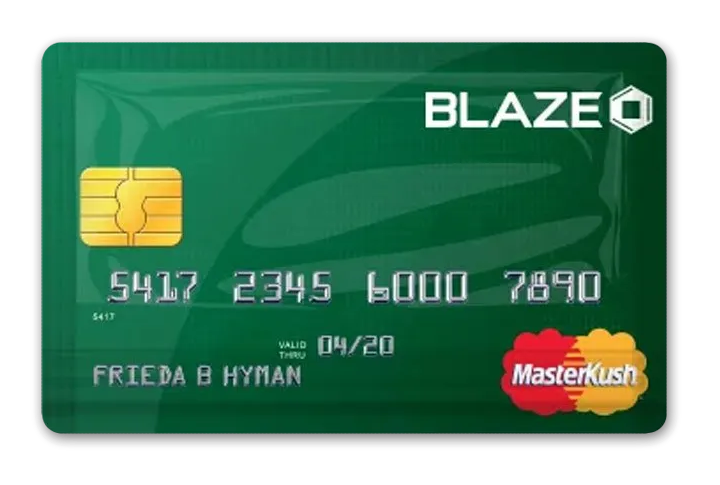 BLAZE
5417 2345 6000 7890
5417
VALID THRU 04/20
FRIEDA B HYMAN
MasterKush